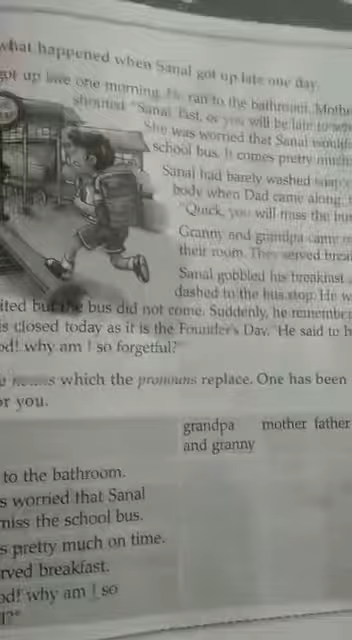 what happened when Sanal got up late one day.
got up late one morning. He ran to the bathroom. Mothe
shouted "Sanal! Fast, or you will be late to
She was worried that Sanal would
school bus. It comes pretty much
Sanal had barely washed
body when Dad came along.
"Quick, you will miss the bus
Granny and grandpa came
their room. They served brea
Sanal gobbled his breakfast
dashed to the bus stop. He w
ited but the bus did not come. Suddenly, he remember
is closed today as it is the Founder's Day. He said to h
od! why am I so forgetful?"
which the pronouns replace. One has been
or you.
grandpa mother father
and granny
to the bathroom.
s worried that Sanal
miss the school bus.
s pretty much on time.
rved breakfast.
od! why am I so